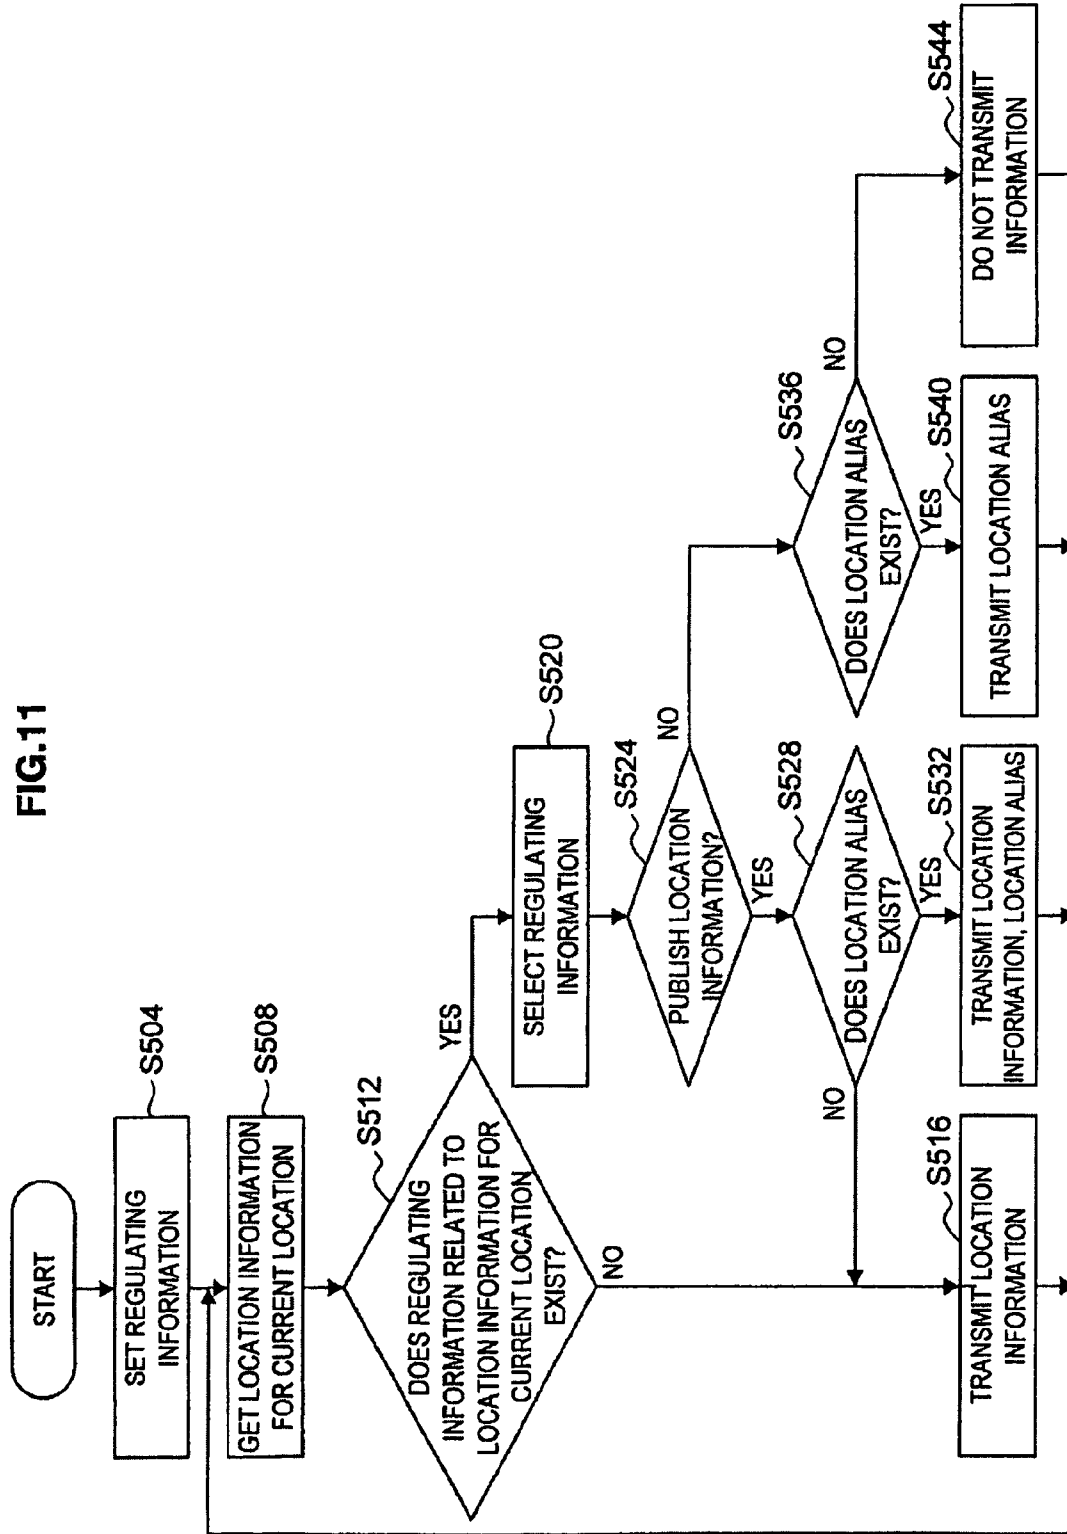 FIG.11
START
SET REGULATING
INFORMATION
S504
GET LOCATION INFORMATION
FOR CURRENT LOCATION
S508
DOES REGULATING
INFORMATION RELATED TO
LOCATION INFORMATION FOR
CURRENT LOCATION
EXIST?
S512
YES
NO
SELECT REGULATING
INFORMATION
S520
PUBLISH LOCATION
INFORMATION?
S524
NO
YES
DOES LOCATION ALIAS
EXIST?
S528
NO
YES
DOES LOCATION ALIAS
EXIST?
S536
NO
YES
TRANSMIT LOCATION
INFORMATION
S516
TRANSMIT LOCATION
INFORMATION, LOCATION ALIAS
S532
TRANSMIT LOCATION ALIAS
S540
DO NOT TRANSMIT
INFORMATION
S544